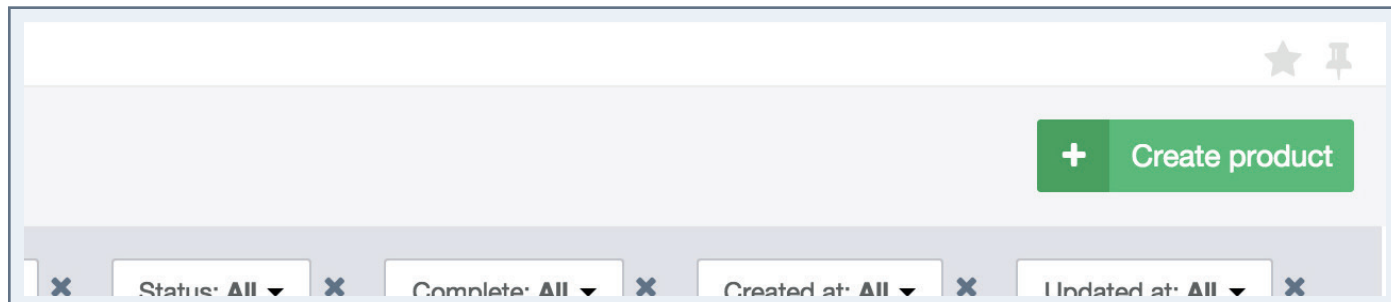 + Create product
Status: All Complete: All Created at: All Updated at: All